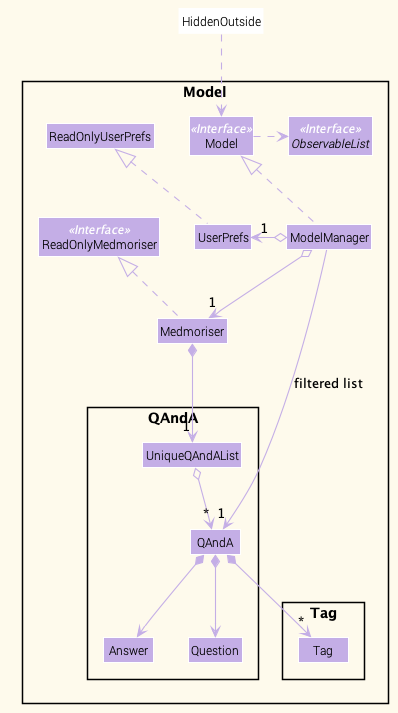 HiddenOutside
Model
ReadOnlyUserPrefs
«Interface»
Model
«Interface»
ObservableList
«Interface»
ReadOnlyMedmoriser
UserPrefs
1
ModelManager
1
Medmoriser
filtered list
QAndA
1
UniqueQAndAList
* 1
QAndA
Tag
*
Answer
Question
Tag